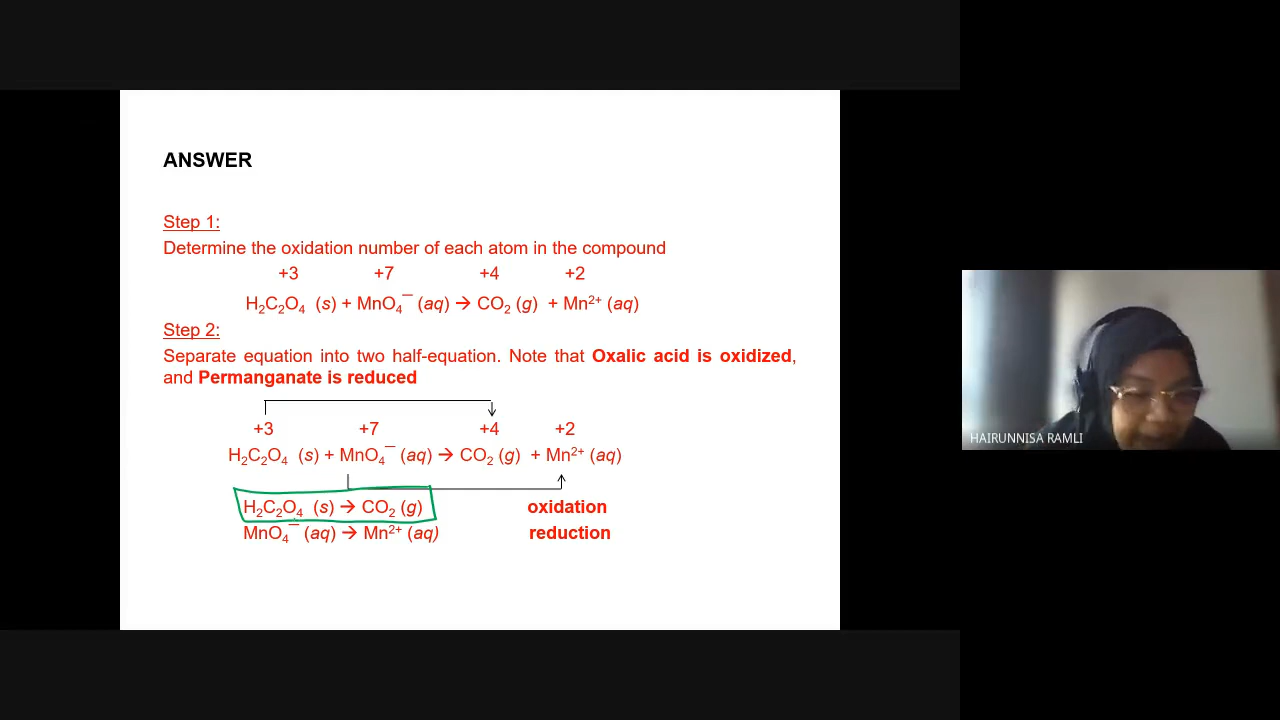 ANSWER
Step 1:
Determine the oxidation number of each atom in the compound
+3 +7 +4 +2
H₂C₂O₄ (s) + MnO₄⁻ (aq) → CO₂ (g) + Mn²⁺ (aq)
Step 2:
Separate equation into two half-equation. Note that Oxalic acid is oxidized,
and Permanganate is reduced
+3 +7 +4 +2
H₂C₂O₄ (s) + MnO₄⁻ (aq) → CO₂ (g) + Mn²⁺ (aq)
H₂C₂O₄ (s) → CO₂ (g) oxidation
MnO₄⁻ (aq) → Mn²⁺ (aq) reduction
HAIRUNNISA RAMLI